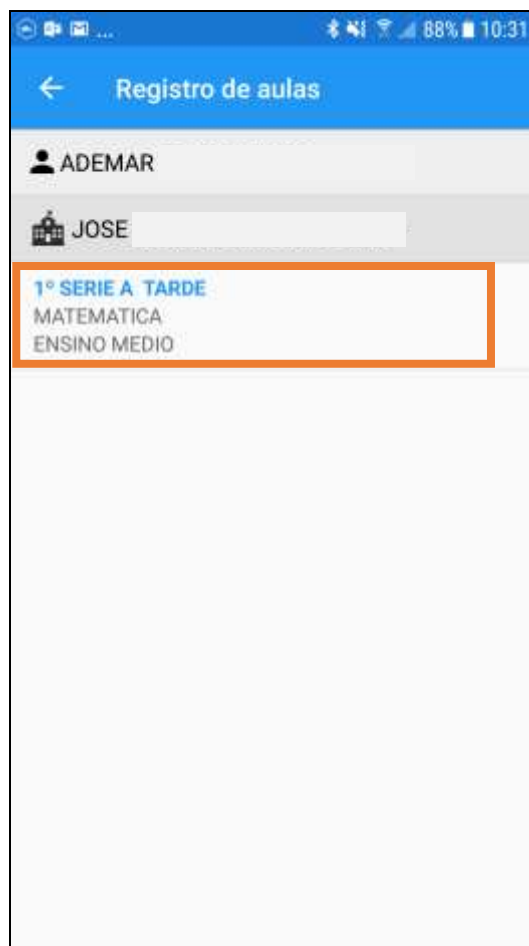 ... 88% 10:31
Registro de aulas
ADEMAR
JOSE
1º SERIE A TARDE
MATEMATICA
ENSINO MEDIO